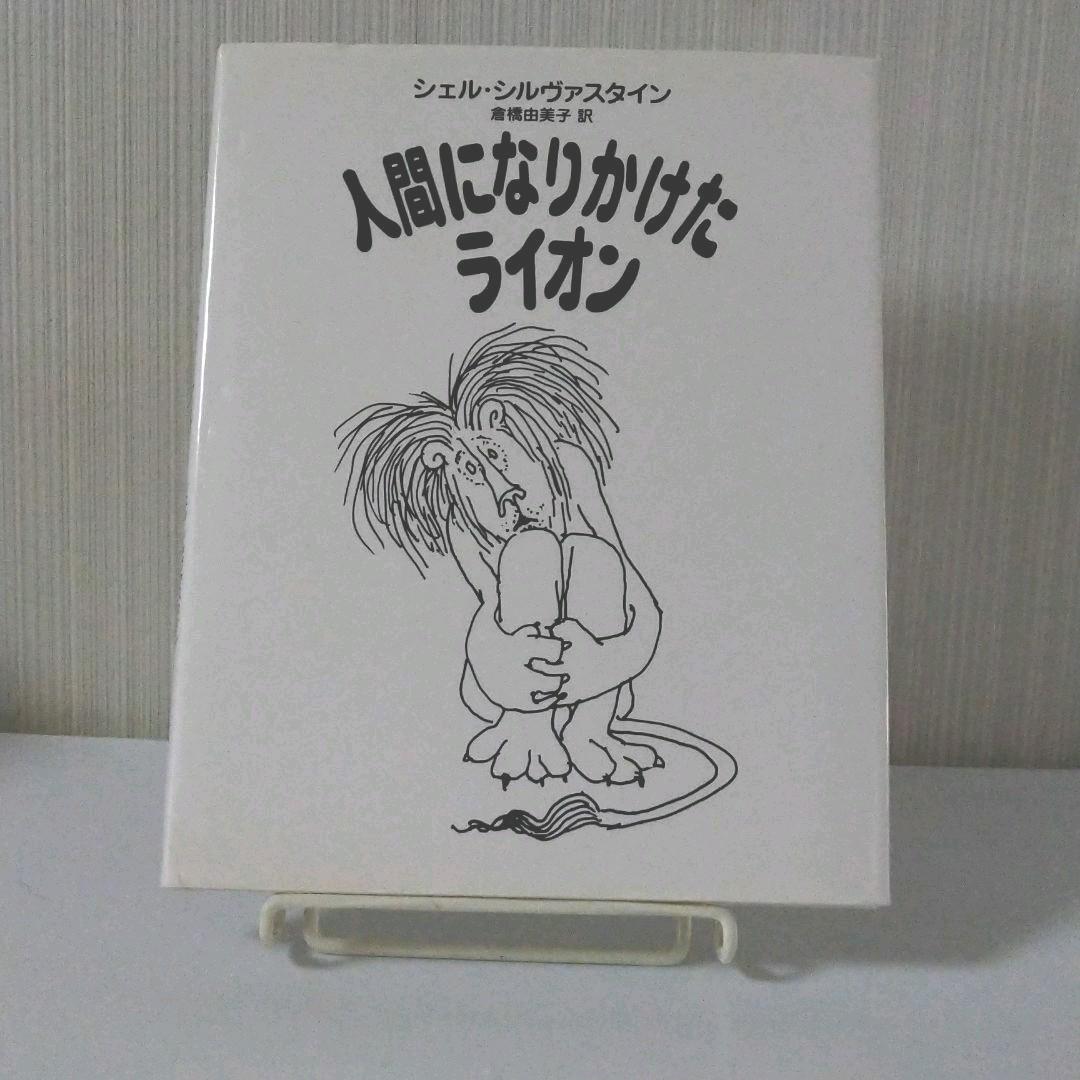 シェル・シルヴァスタイン
倉橋由美子 訳
人間になりかけた
ライオン